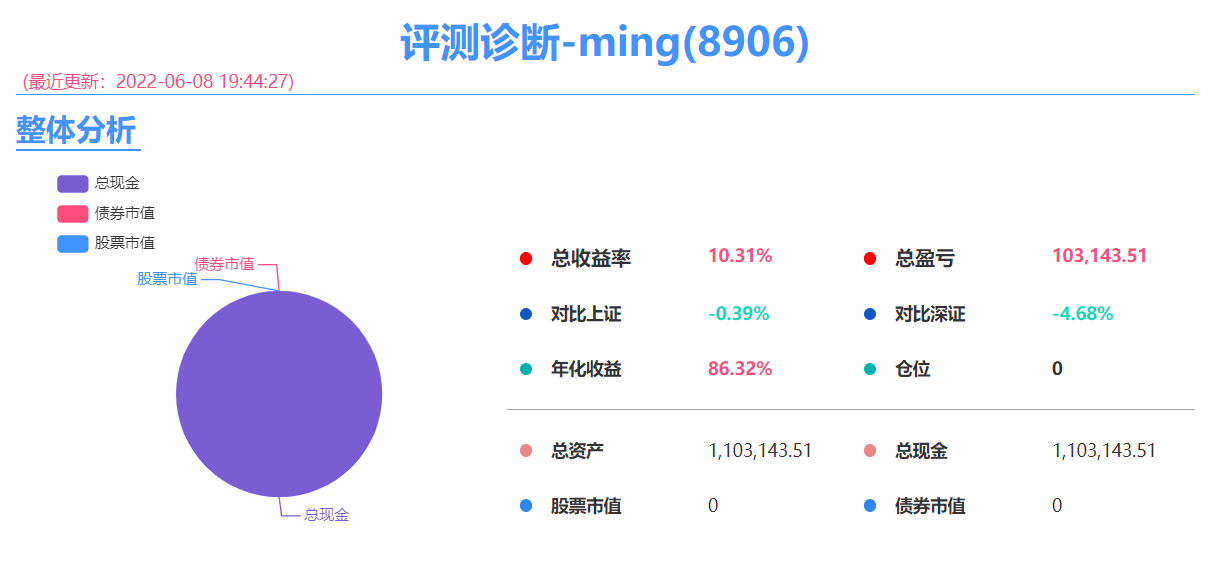 评测诊断-ming(8906)
(最近更新：2022-06-08 19:44:27)
整体分析
总现金
债券市值
股票市值
债券市值
股票市值
总现金
总收益率 10.31% 总盈亏 103,143.51
对比上证 -0.39% 对比深证 -4.68%
年化收益 86.32% 仓位 0
总资产 1,103,143.51 总现金 1,103,143.51
股票市值 0 债券市值 0